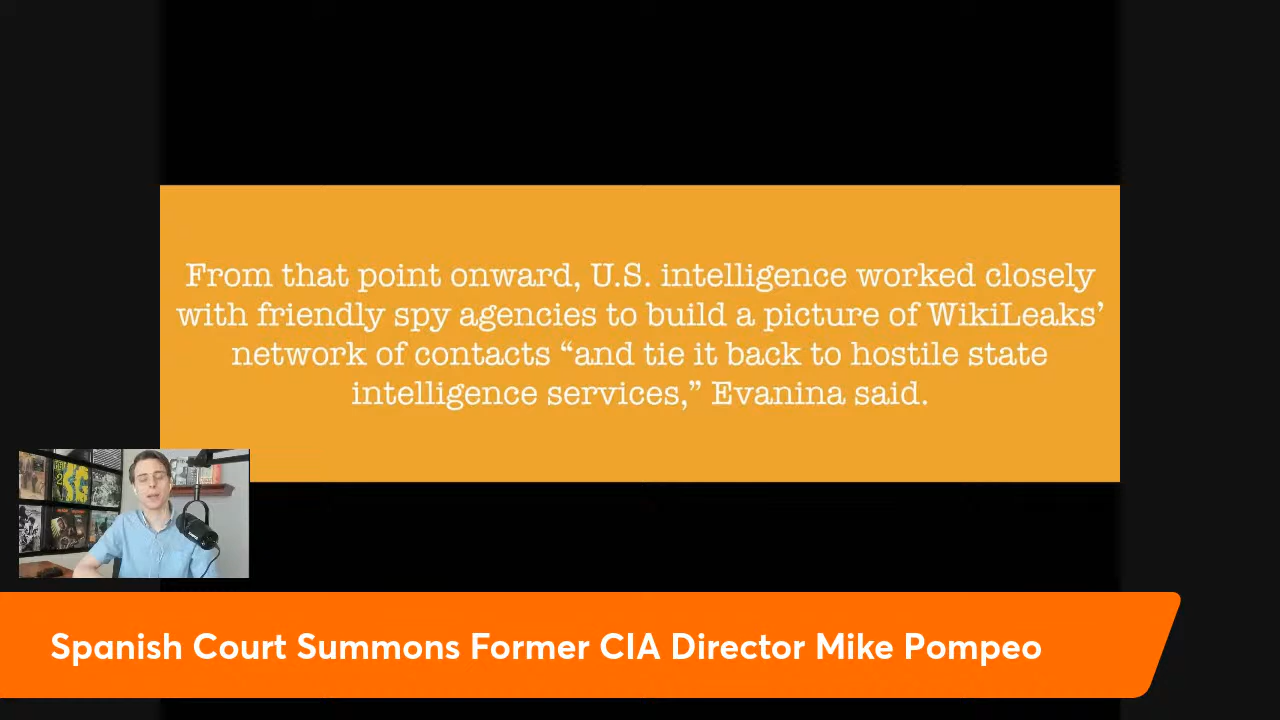 From that point onward, U.S. intelligence worked closely
with friendly spy agencies to build a picture of WikiLeaks’
network of contacts “and tie it back to hostile state
intelligence services,” Evanina said.
Spanish Court Summons Former CIA Director Mike Pompeo